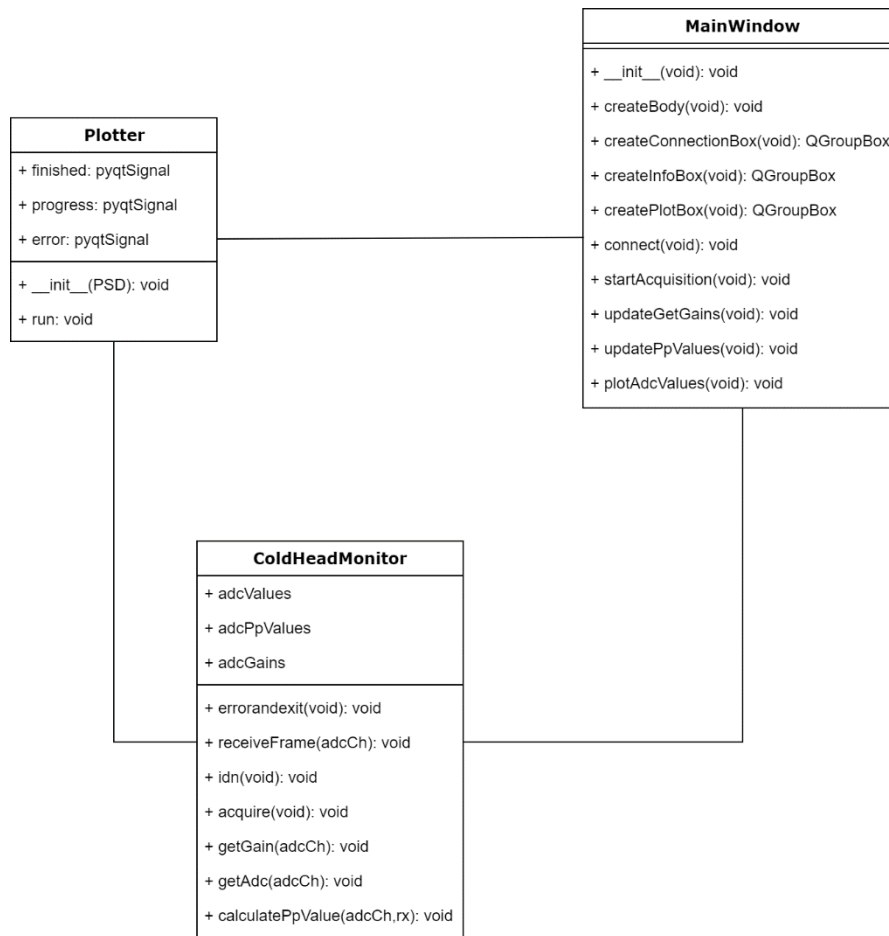 MainWindow
+ __init__(void): void
+ createBody(void): void
+ createConnectionBox(void): QGroupBox
+ createInfoBox(void): QGroupBox
+ createPlotBox(void): QGroupBox
+ connect(void): void
+ startAcquisition(void): void
+ updateGetGains(void): void
+ updatePpValues(void): void
+ plotAdcValues(void): void
Plotter
+ finished: pyqtSignal
+ progress: pyqtSignal
+ error: pyqtSignal
+ __init__(PSD): void
+ run: void
ColdHeadMonitor
+ adcValues
+ adcPpValues
+ adcGains
+ errorandexit(void): void
+ receiveFrame(adcCh): void
+ idn(void): void
+ acquire(void): void
+ getGain(adcCh): void
+ getAdc(adcCh): void
+ calculatePpValue(adcCh,rx): void